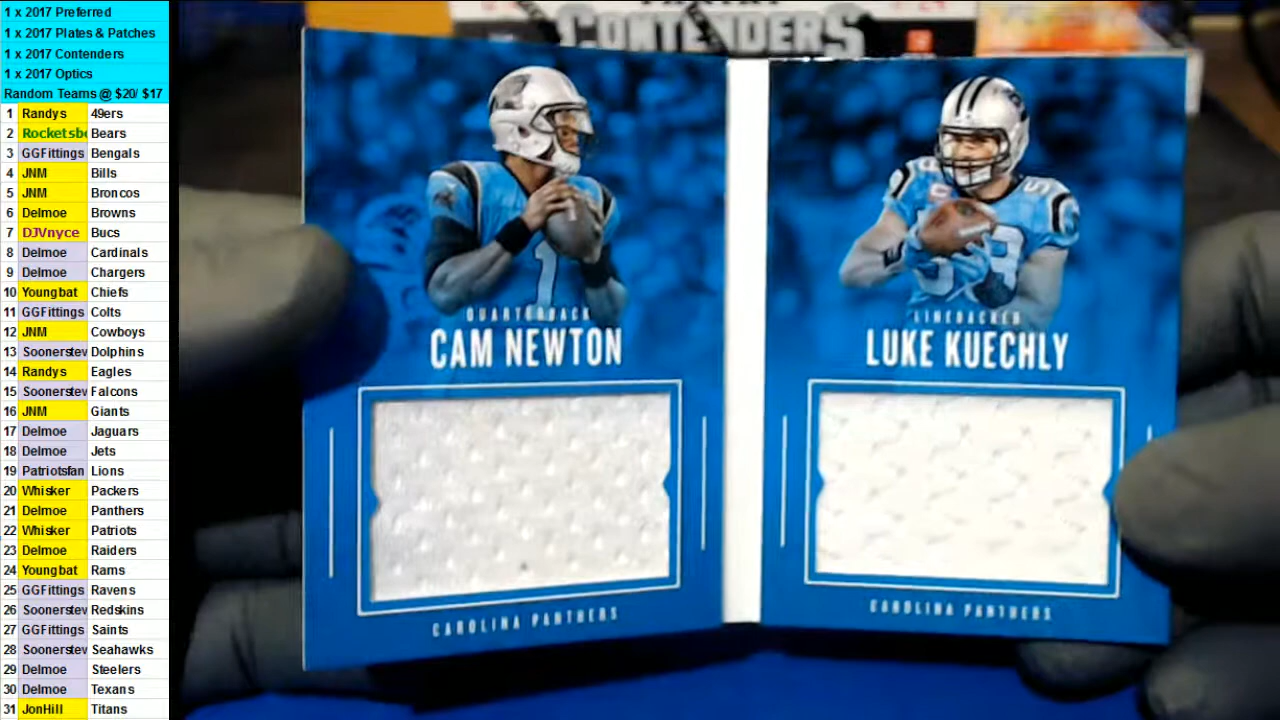 1 x 2017 Preferred
1 x 2017 Plates & Patches
1 x 2017 Contenders
1 x 2017 Optics
Random Teams @ $20/ $17
1 Randys 49ers
2 Rocketsbo Bears
3 GGFittings Bengals
4 JNM Bills
5 JNM Broncos
6 Delmoe Browns
7 DJVnyce Bucs
8 Delmoe Cardinals
9 Delmoe Chargers
10 Youngbat Chiefs
11 GGFittings Colts
12 JNM Cowboys
13 Soonerstev Dolphins
14 Randys Eagles
15 Soonerstev Falcons
16 JNM Giants
17 Delmoe Jaguars
18 Delmoe Jets
19 Patriotsfan Lions
20 Whisker Packers
21 Delmoe Panthers
22 Whisker Patriots
23 Delmoe Raiders
24 Youngbat Rams
25 GGFittings Ravens
26 Soonerstev Redskins
27 GGFittings Saints
28 Soonerstev Seahawks
29 Delmoe Steelers
30 Delmoe Texans
31 JonHill Titans
CONTENDERS
1
QUARTERBACK
CAM NEWTON
CAROLINA PANTHERS
59
LINEBACKER
LUKE KUECHLY
CAROLINA PANTHERS